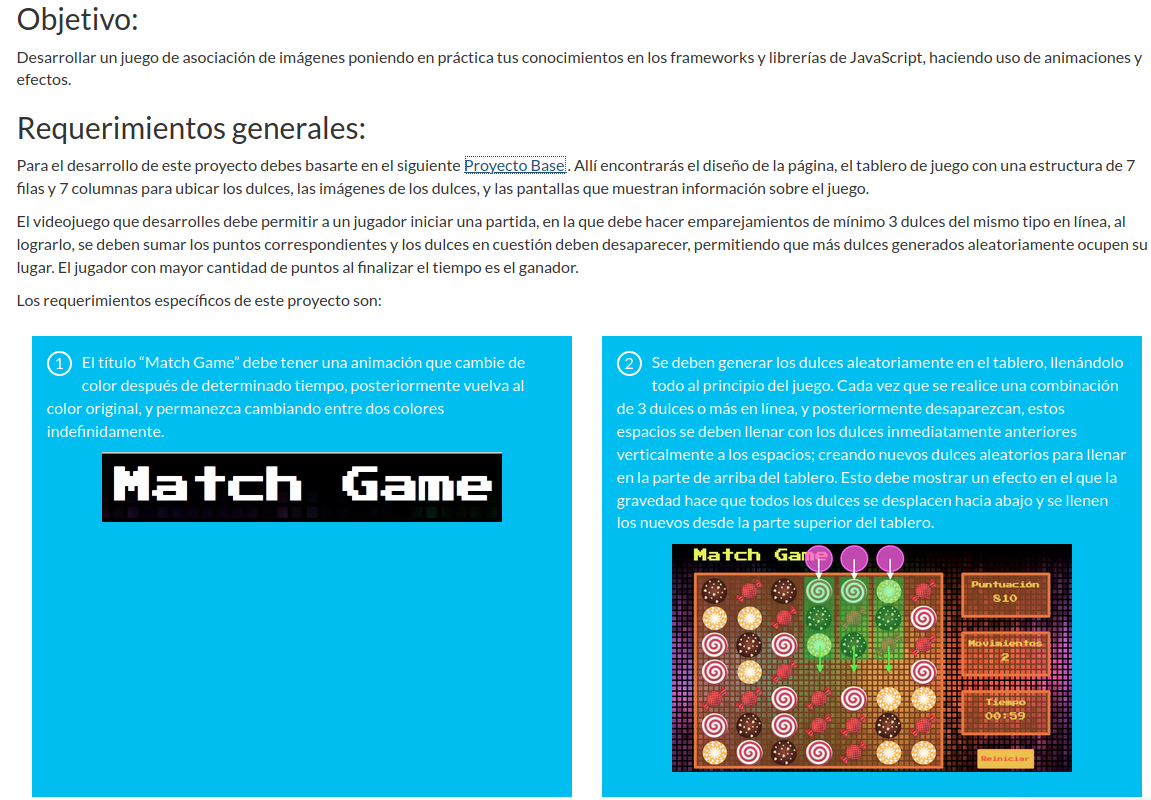 Objetivo:
Desarrollar un juego de asociación de imágenes poniendo en práctica tus conocimientos en los frameworks y librerías de JavaScript, haciendo uso de animaciones y
efectos.
Requerimientos generales:
Para el desarrollo de este proyecto debes basarte en el siguiente Proyecto Base. Allí encontrarás el diseño de la página, el tablero de juego con una estructura de 7
filas y 7 columnas para ubicar los dulces, las imágenes de los dulces, y las pantallas que muestran información sobre el juego.
El videojuego que desarrolles debe permitir a un jugador iniciar una partida, en la que debe hacer emparejamientos de mínimo 3 dulces del mismo tipo en línea, al
lograrlo, se deben sumar los puntos correspondientes y los dulces en cuestión deben desaparecer, permitiendo que más dulces generados aleatoriamente ocupen su
lugar. El jugador con mayor cantidad de puntos al finalizar el tiempo es el ganador.
Los requerimientos específicos de este proyecto son:
1 El título “Match Game” debe tener una animación que cambie de
color después de determinado tiempo, posteriormente vuelva al
color original, y permanezca cambiando entre dos colores
indefinidamente.
Match Game
2 Se deben generar los dulces aleatoriamente en el tablero, llenándolo
todo al principio del juego. Cada vez que se realice una combinación
de 3 dulces o más en línea, y posteriormente desaparezcan, estos
espacios se deben llenar con los dulces inmediatamente anteriores
verticalmente a los espacios; creando nuevos dulces aleatorios para llenar
en la parte de arriba del tablero. Esto debe mostrar un efecto en el que la
gravedad hace que todos los dulces se desplacen hacia abajo y se llenen
los nuevos desde la parte superior del tablero.
Match Game
Puntuación
810
Movimientos
2
Tiempo
00:59
Reiniciar